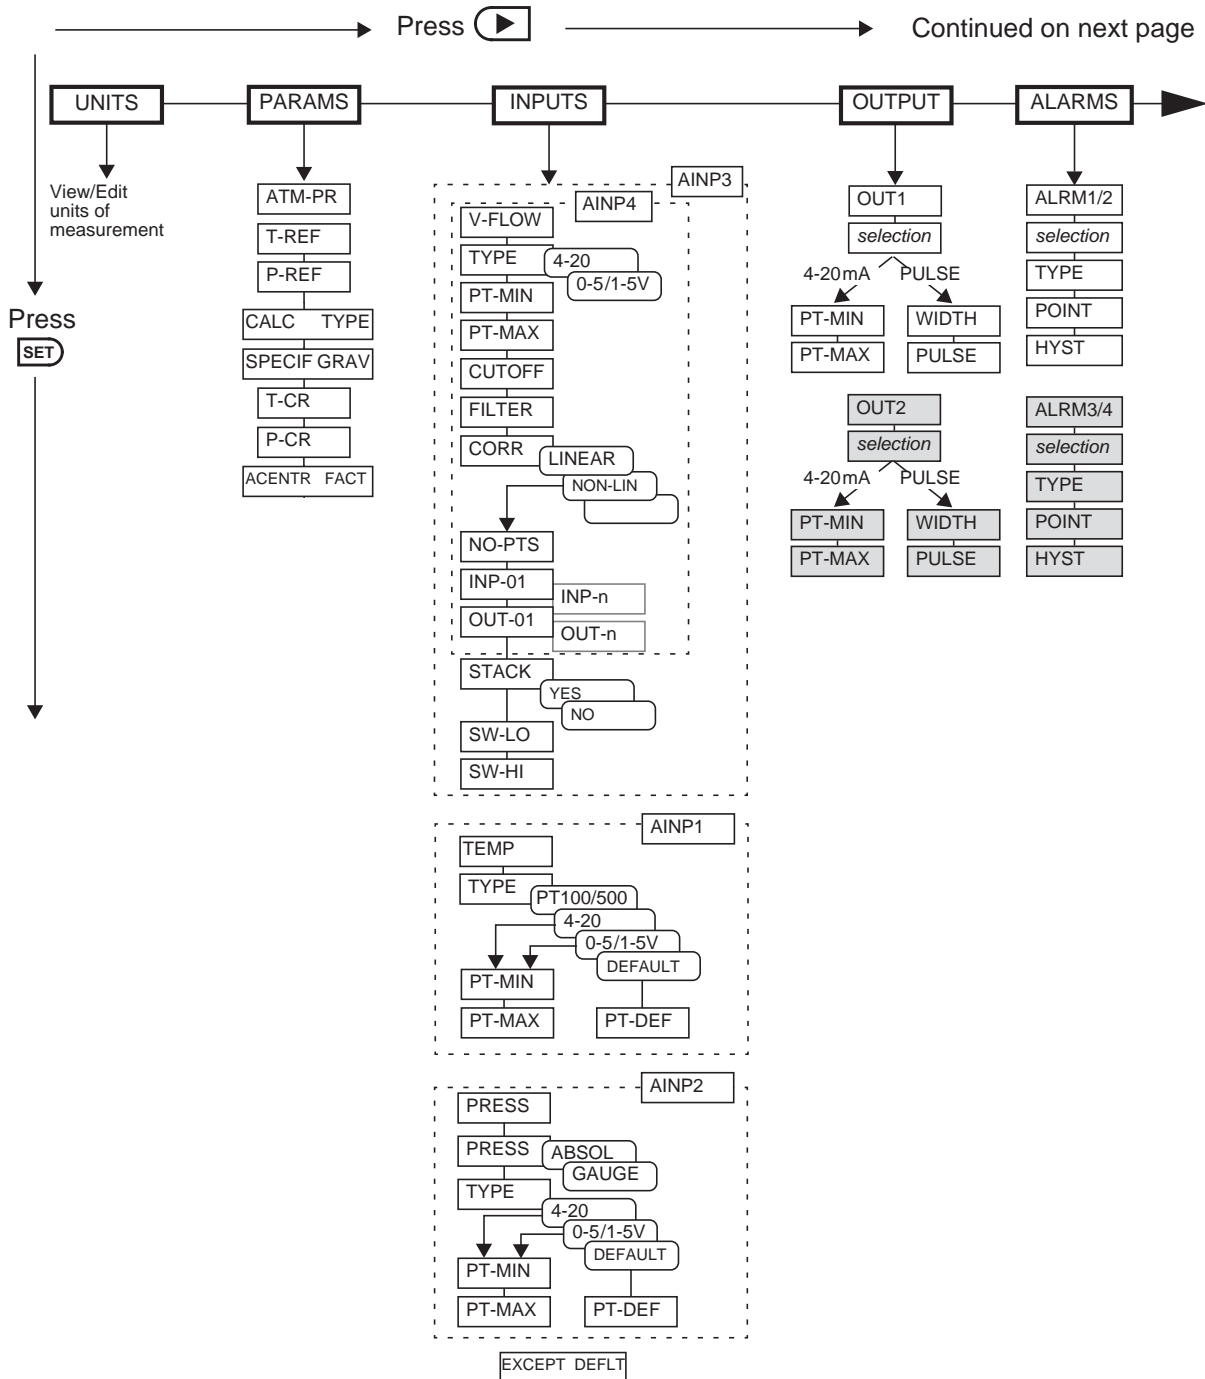 Press
Continued on next page
Press
SET
UNITS
View/Edit
units of
measurement
PARAMS
ATM-PR
T-REF
P-REF
CALC TYPE
SPECIF GRAV
T-CR
P-CR
ACENTR FACT
INPUTS
AINP3
AINP4
V-FLOW
TYPE
4-20
0-5/1-5V
PT-MIN
PT-MAX
CUTOFF
FILTER
CORR
LINEAR
NON-LIN
NO-PTS
INP-01
INP-n
OUT-01
OUT-n
STACK
YES
NO
SW-LO
SW-HI
AINP1
TEMP
TYPE
PT100/500
4-20
0-5/1-5V
DEFAULT
PT-MIN
PT-MAX
PT-DEF
AINP2
PRESS
PRESS
ABSOL
GAUGE
TYPE
4-20
0-5/1-5V
DEFAULT
PT-MIN
PT-MAX
PT-DEF
EXCEPT DEFLT
OUTPUT
OUT1
selection
4-20mA PULSE
PT-MIN WIDTH
PT-MAX PULSE
OUT2
selection
4-20mA PULSE
PT-MIN WIDTH
PT-MAX PULSE
ALARMS
ALRM1/2
selection
TYPE
POINT
HYST
ALRM3/4
selection
TYPE
POINT
HYST